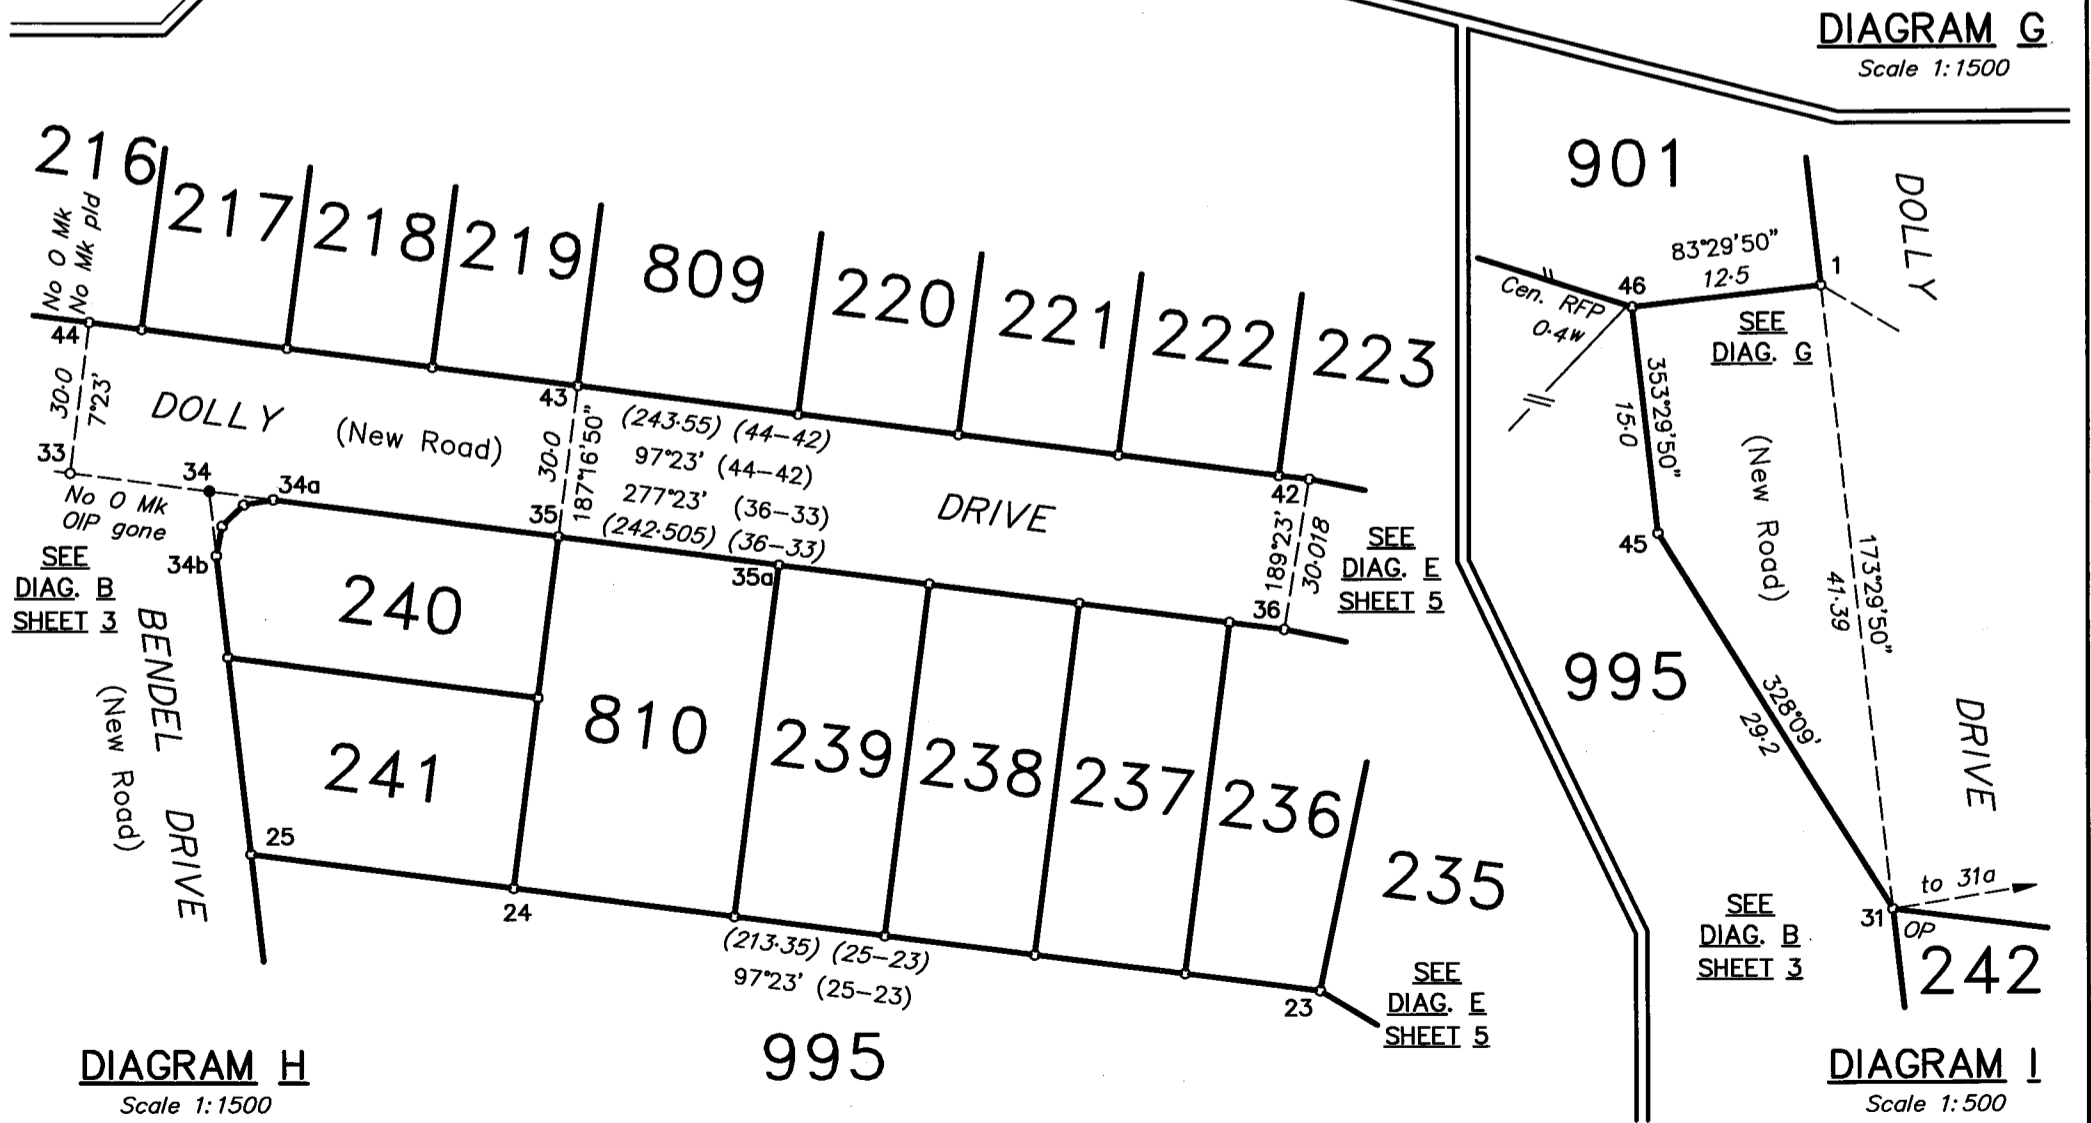 DIAGRAM G
Scale 1:1500
216
217
218
219
809
220
221
222
223
No O Mk
No Mk pld
44
30·0
7°23'
33
DOLLY
(New Road)
DRIVE
43
30·0
187°16'50"
(243·55) (44–42)
97°23' (44–42)
277°23' (36–33)
(242·505) (36–33)
42
189°23'
30·018
36
SEE
DIAG. E
SHEET 5
34
34a
No O Mk
OIP gone
35
35a
34b
SEE
DIAG. B
SHEET 3
BENDEL DRIVE
(New Road)
240
241
810
239
238
237
236
235
25
24
(213·35) (25–23)
97°23' (25–23)
23
SEE
DIAG. E
SHEET 5
995
DIAGRAM H
Scale 1:1500
901
DOLLY
83°29'50"
12·5
1
46
Cen. RFP
0·4w
SEE
DIAG. G
353°29'50"
15·0
(New Road)
45
173°29'50"
41·39
995
328°09'
29·2
DRIVE
to 31a
31
OP
SEE
DIAG. B
SHEET 3
242
DIAGRAM I
Scale 1:500